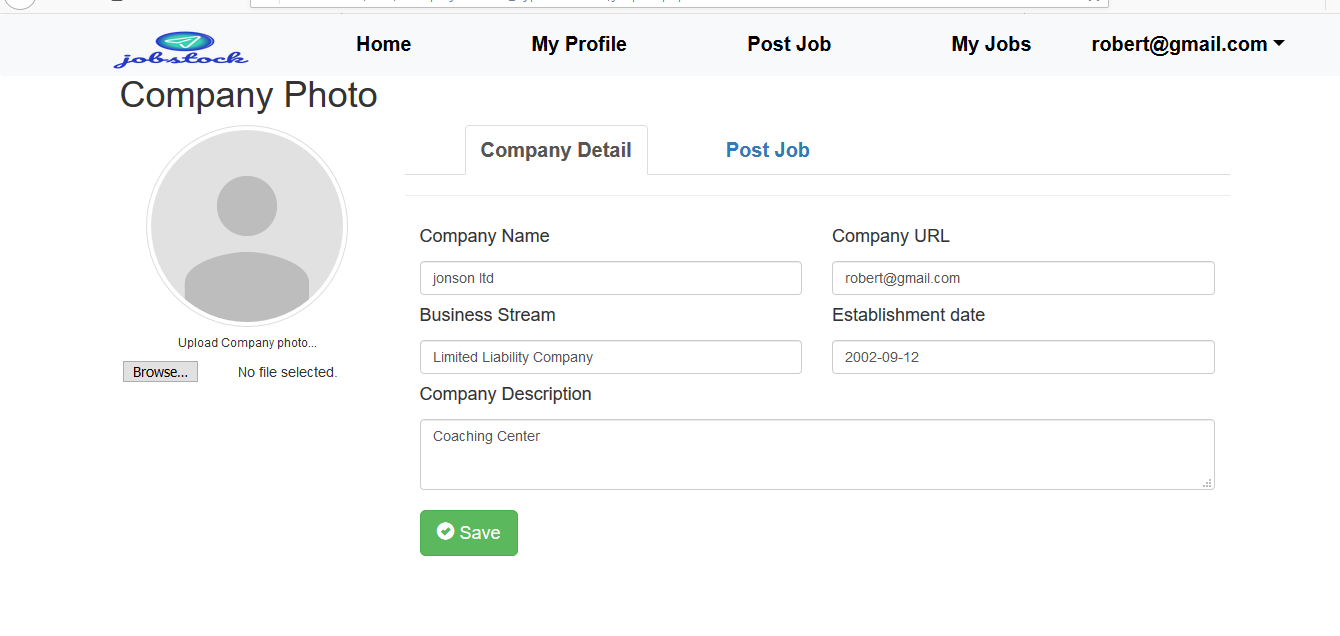 jobstock
Home My Profile Post Job My Jobs robert@gmail.com
Company Photo
Company Detail Post Job
Upload Company photo...
Browse... No file selected.
Company Name Company URL
jonson ltd robert@gmail.com
Business Stream Establishment date
Limited Liability Company 2002-09-12
Company Description
Coaching Center
Save